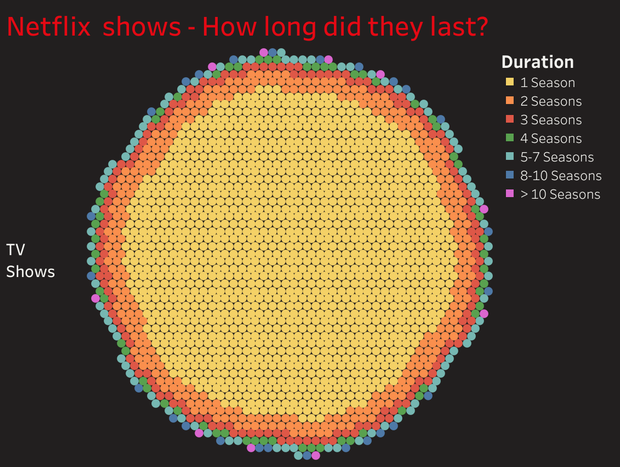 Netflix shows - How long did they last?
Duration
1 Season
2 Seasons
3 Seasons
4 Seasons
5-7 Seasons
8-10 Seasons
> 10 Seasons
TV
Shows